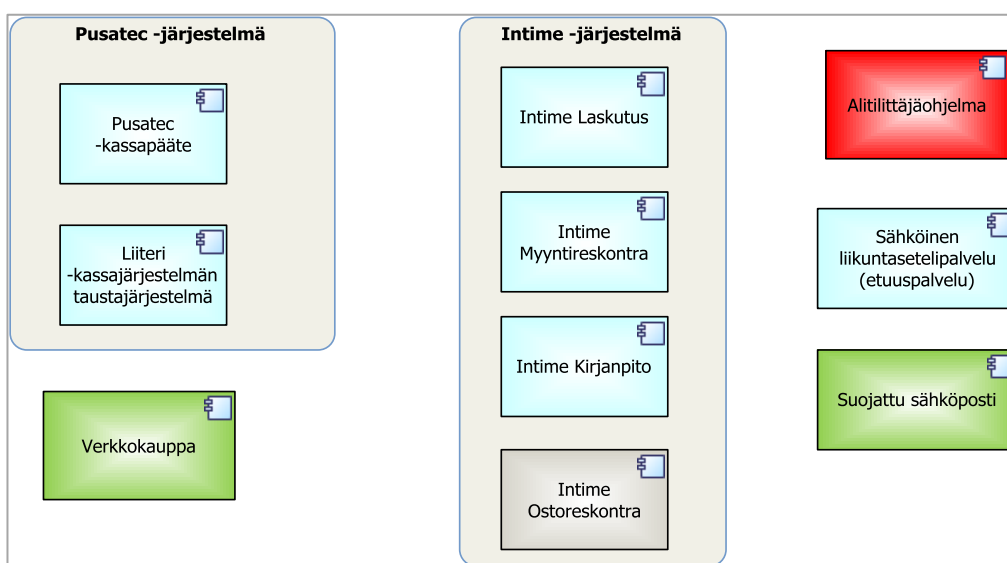 Pusatec -järjestelmä
Pusatec
-kassapääte
Liiteri
-kassajärjestelmän
taustajärjestelmä
Verkkokauppa
Intime -järjestelmä
Intime Laskutus
Intime
Myyntireskontra
Intime Kirjanpito
Intime
Ostoreskontra
Alitilittäjäohjelma
Sähköinen
liikuntasetelipalvelu
(etuuspalvelu)
Suojattu sähköposti